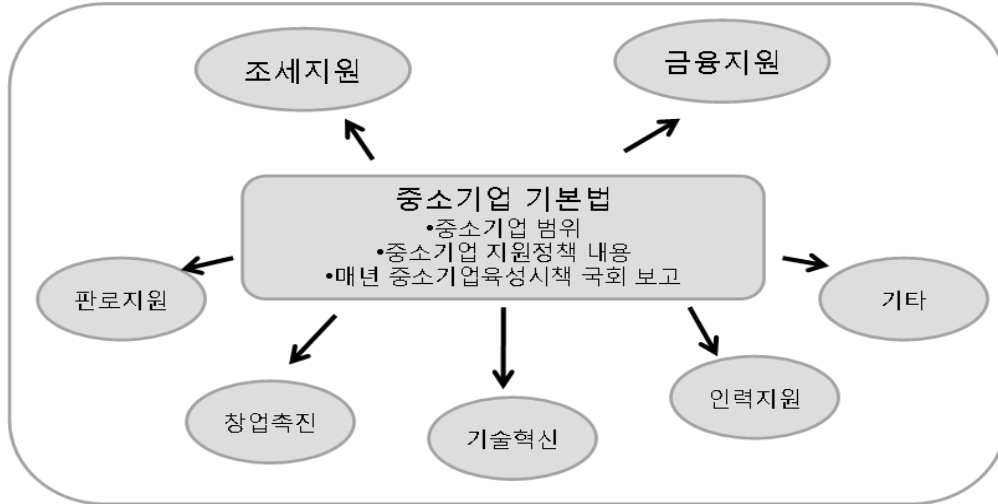 조세지원
금융지원
중소기업 기본법
•중소기업 범위
•중소기업 지원정책 내용
•매년 중소기업육성시책 국회 보고
판로지원
기타
창업촉진
기술혁신
인력지원